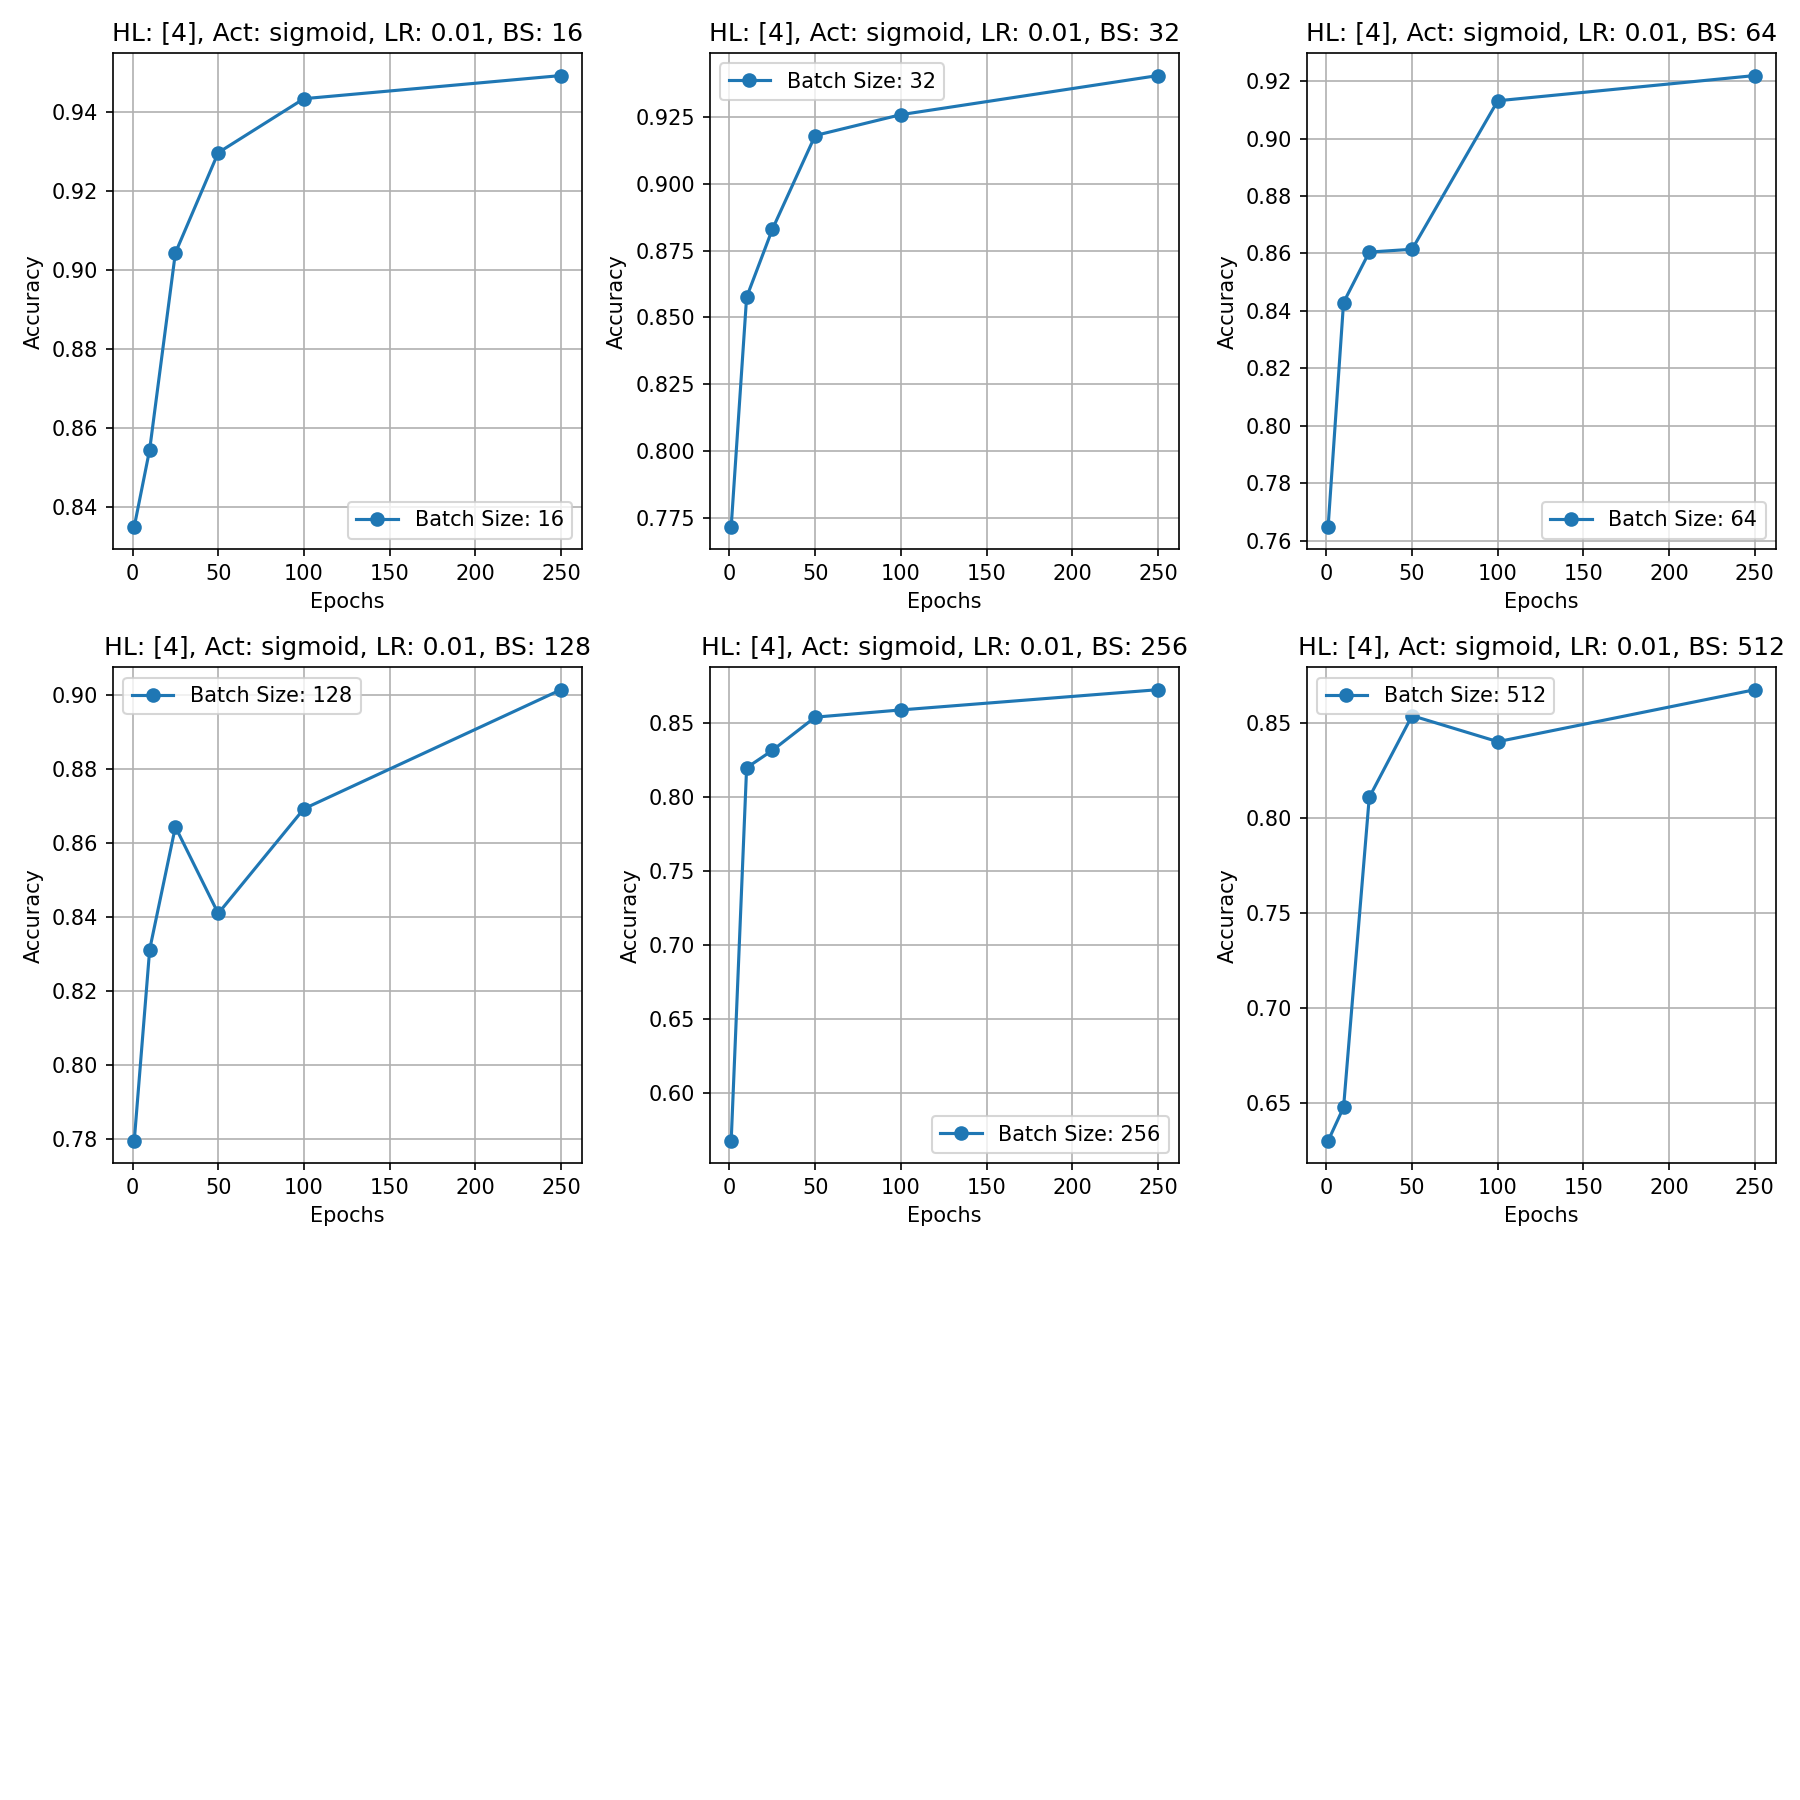 HL: [4], Act: sigmoid, LR: 0.01, BS: 16
0.94
0.92
0.90
0.88
0.86
0.84
Accuracy
Batch Size: 16
0 50 100 150 200 250
Epochs
HL: [4], Act: sigmoid, LR: 0.01, BS: 32
Batch Size: 32
0.925
0.900
0.875
0.850
0.825
0.800
0.775
Accuracy
0 50 100 150 200 250
Epochs
HL: [4], Act: sigmoid, LR: 0.01, BS: 64
0.92
0.90
0.88
0.86
0.84
0.82
0.80
0.78
0.76
Accuracy
Batch Size: 64
0 50 100 150 200 250
Epochs
HL: [4], Act: sigmoid, LR: 0.01, BS: 128
Batch Size: 128
0.90
0.88
0.86
0.84
0.82
0.80
0.78
Accuracy
0 50 100 150 200 250
Epochs
HL: [4], Act: sigmoid, LR: 0.01, BS: 256
0.85
0.80
0.75
0.70
0.65
0.60
Accuracy
Batch Size: 256
0 50 100 150 200 250
Epochs
HL: [4], Act: sigmoid, LR: 0.01, BS: 512
Batch Size: 512
0.85
0.80
0.75
0.70
0.65
Accuracy
0 50 100 150 200 250
Epochs